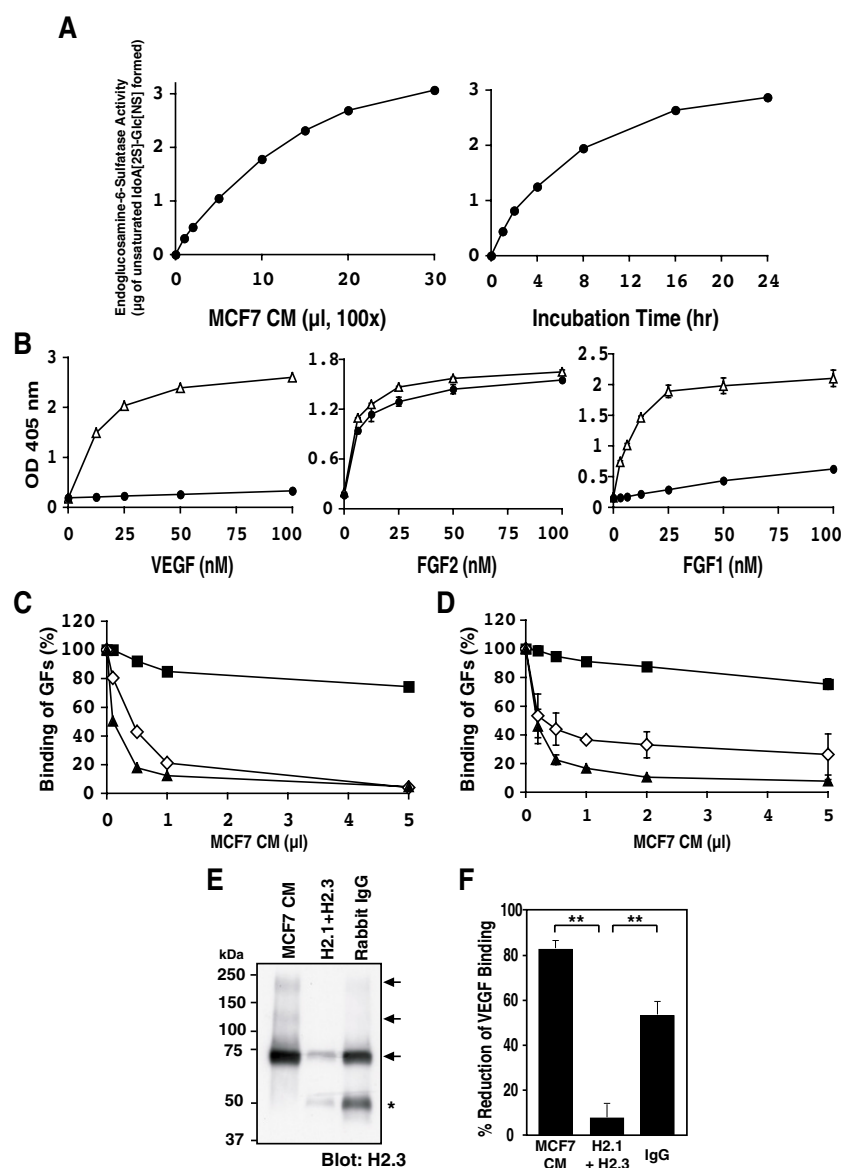 A
Endoglucosamine-6-Sulfatase Activity
(µg of unsaturated IdoA[2S]-Glc[NS] formed)
3
2
1
0
0 10 20 30
MCF7 CM (µl, 100x)
3
2
1
0
0 4 8 12 16 20 24
Incubation Time (hr)
B
OD 405 nm
3
2
1
0
0 25 50 75 100
VEGF (nM)
1.8
1.2
0.6
0
0 25 50 75 100
FGF2 (nM)
2.5
2
1.5
1
0.5
0
0 25 50 75 100
FGF1 (nM)
C
Binding of GFs (%)
120
100
80
60
40
20
0
0 1 2 3 4 5
MCF7 CM (µl)
D
Binding of GFs (%)
120
100
80
60
40
20
0
0 1 2 3 4 5
MCF7 CM (µl)
E
MCF7 CM
H2.1+H2.3
Rabbit IgG
kDa
250
150
100
75
50
37
*
Blot: H2.3
F
% Reduction of VEGF Binding
100
80
60
40
20
0
** **
MCF7
CM
H2.1
+ H2.3
IgG